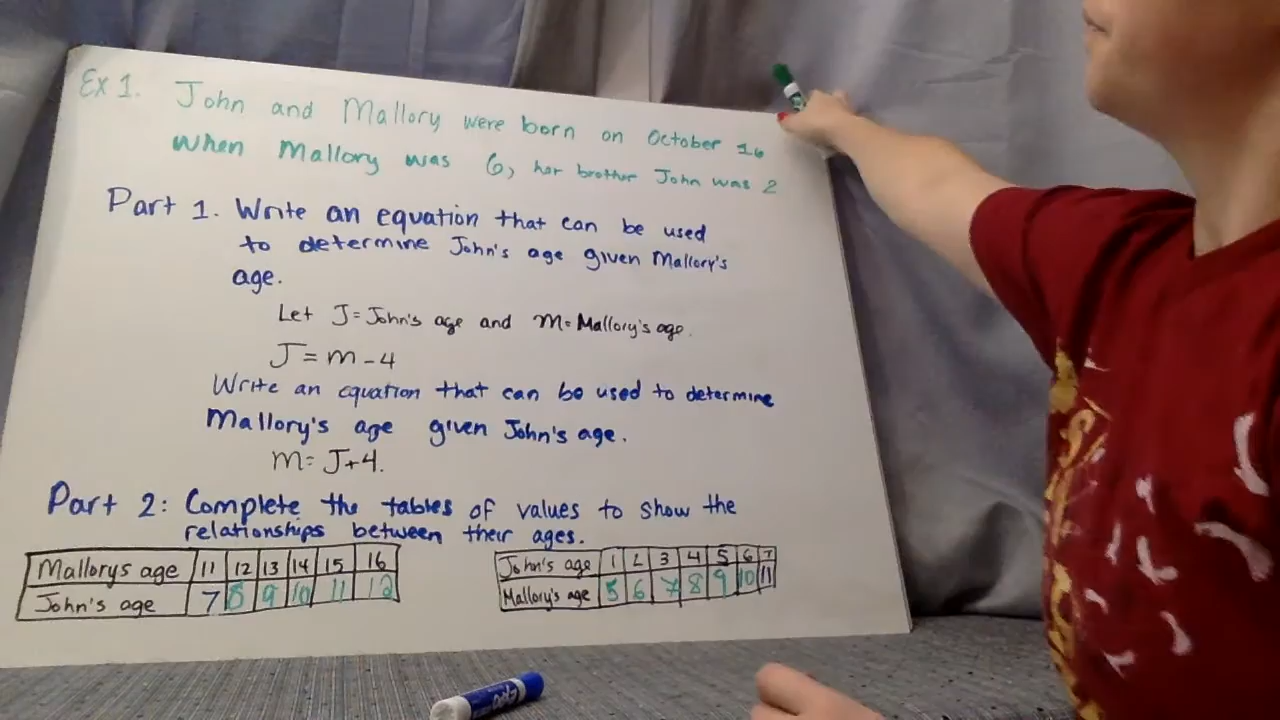 Ex 1. John and Mallory were born on October 16
When Mallory was 6, her brother John was 2
Part 1. Write an equation that can be used
to determine John's age given Mallory's
age.
Let J = John's age and m = Mallory's age.
J = m - 4
Write an equation that can be used to determine
Mallory's age given John's age.
m = J + 4.
Part 2: Complete the tables of values to show the
relationships between their ages.
Mallorys age 11 12 13 14 15 16
John's age 7 8 9 10 11 12
John's age 1 2 3 4 5 6 7
Mallory's age 5 6 7 8 9 10 11
EXPO